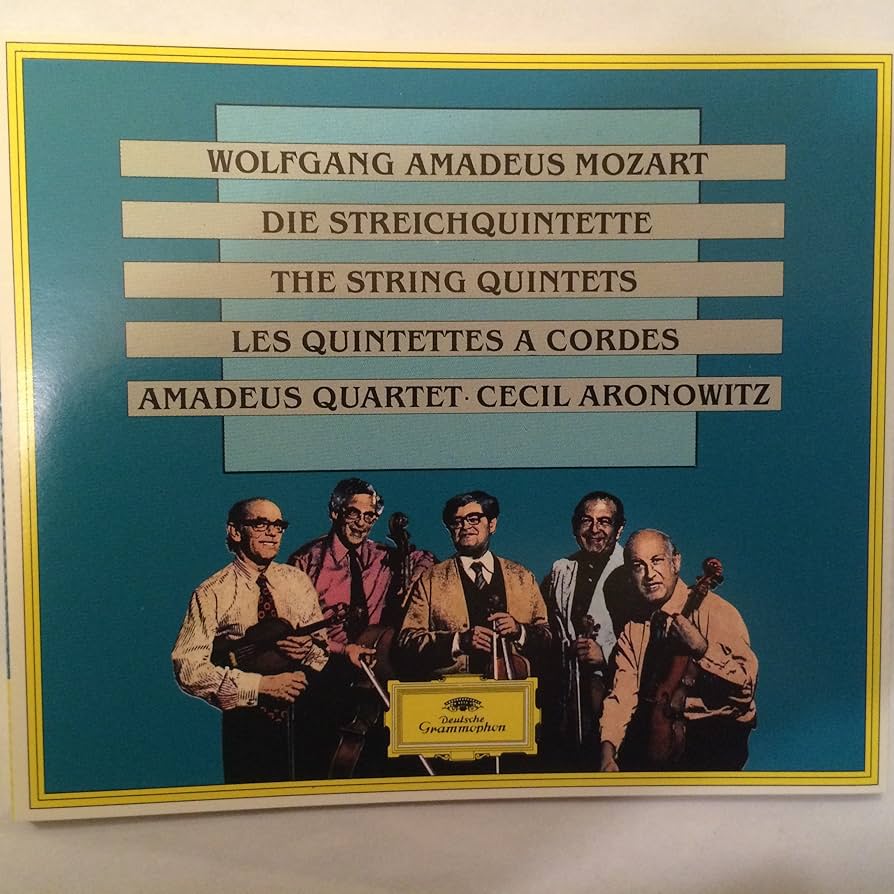 WOLFGANG AMADEUS MOZART
DIE STREICHQUINTETTE
THE STRING QUINTETS
LES QUINTETTES A CORDES
AMADEUS QUARTET · CECIL ARONOWITZ
Deutsche
Grammophon